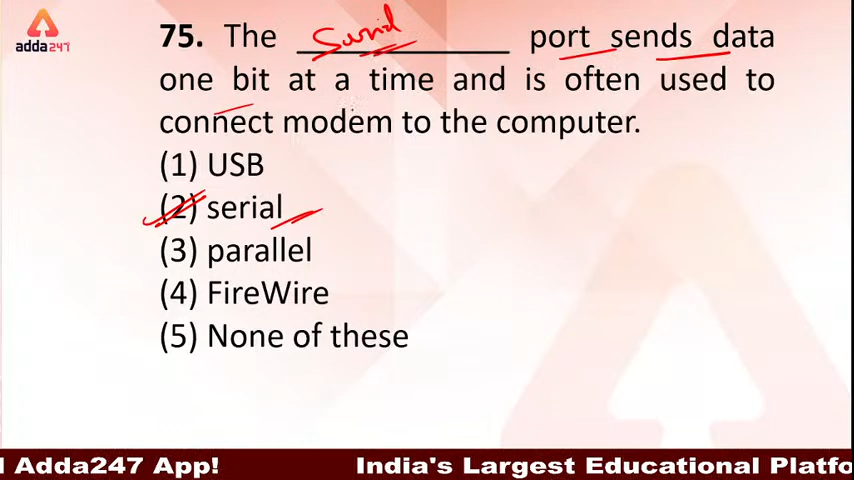 adda247
75. The Serial port sends data
one bit at a time and is often used to
connect modem to the computer.
(1) USB
(2) serial
(3) parallel
(4) FireWire
(5) None of these
l Adda247 App! India's Largest Educational Platfo